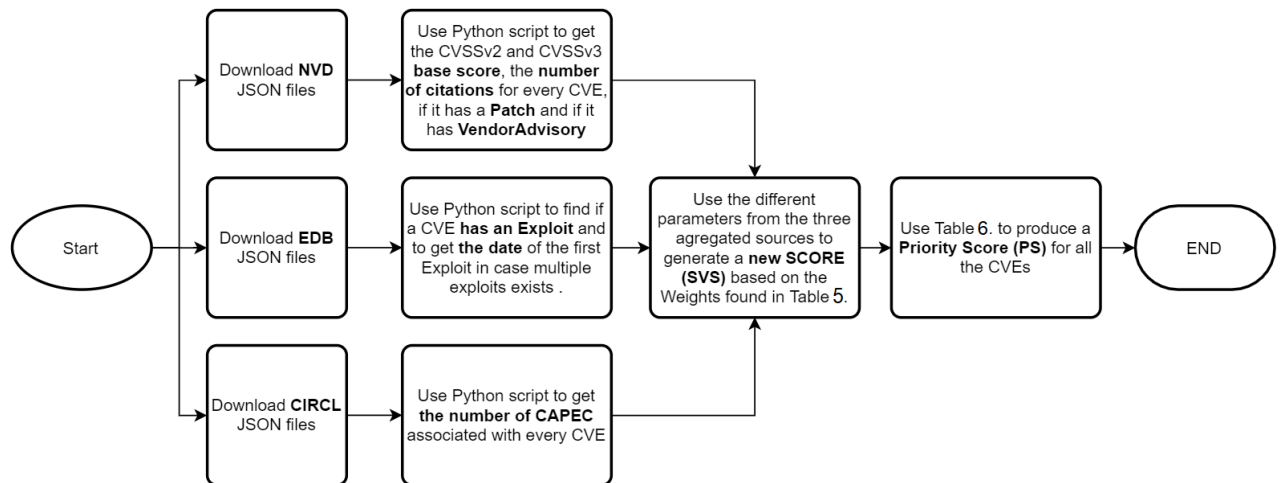 Start
Download NVD
JSON files
Use Python script to get
the CVSSv2 and CVSSv3
base score, the number
of citations for every CVE,
if it has a Patch and if it
has VendorAdvisory
Download EDB
JSON files
Use Python script to find if
a CVE has an Exploit and
to get the date of the first
Exploit in case multiple
exploits exists .
Download CIRCL
JSON files
Use Python script to get
the number of CAPEC
associated with every CVE
Use the different
parameters from the three
agregated sources to
generate a new SCORE
(SVS) based on the
Weights found in Table 5.
Use Table 6. to produce a
Priority Score (PS) for all
the CVEs
END